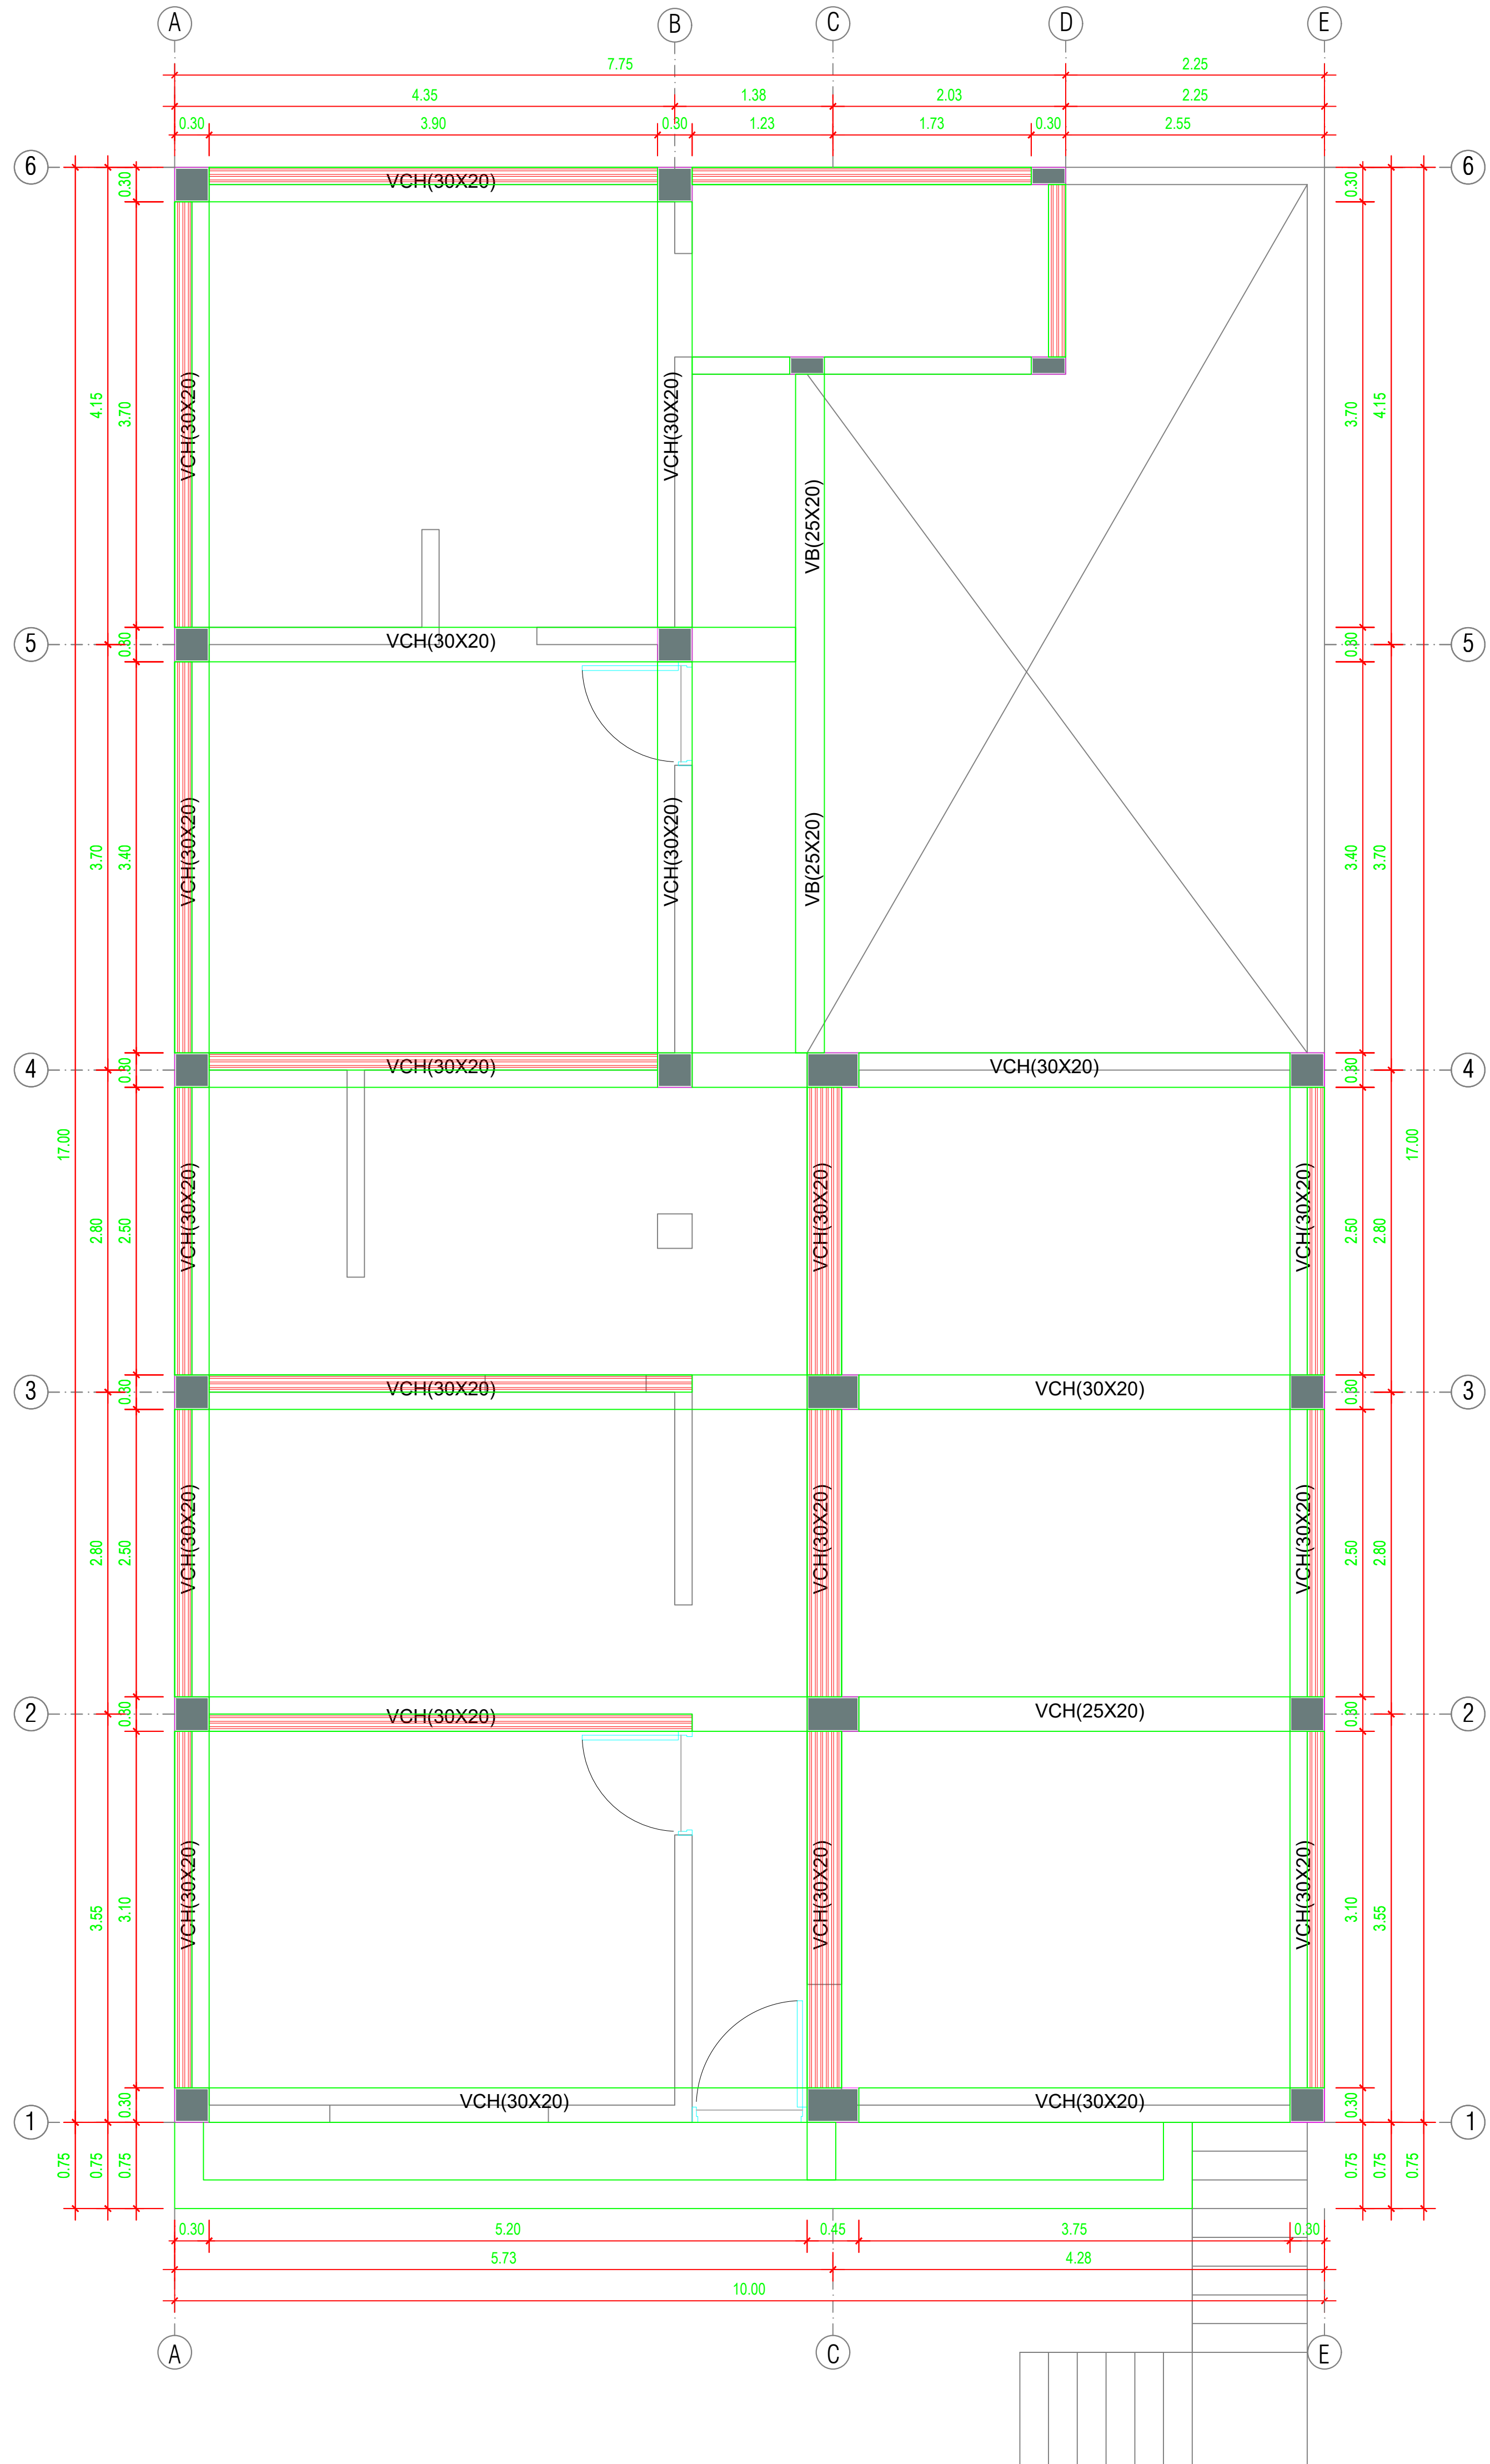 A B C D E
7.75 2.25
4.35 1.38 2.03 2.25
0.30 3.90 0.30 1.23 1.73 0.30 2.55
6 0.30 VCH(30X20) 0.30 6
4.15 3.70 VCH(30X20) VCH(30X20) 3.70 4.15
VB(25X20)
5 0.30 VCH(30X20) 0.30 5
3.70 3.40 VCH(30X20) VCH(30X20) VB(25X20) 3.40 3.70
4 0.30 VCH(30X20) VCH(30X20) 0.30 4
17.00 17.00
2.80 2.50 VCH(30X20) VCH(30X20) VCH(30X20) 2.50 2.80
3 0.30 VCH(30X20) VCH(30X20) 0.30 3
2.80 2.50 VCH(30X20) VCH(30X20) VCH(30X20) 2.50 2.80
2 0.30 VCH(30X20) VCH(25X20) 0.30 2
3.55 3.10 VCH(30X20) VCH(30X20) VCH(30X20) 3.10 3.55
0.30 VCH(30X20) VCH(30X20) 0.30
1 1
0.75 0.75 0.75 0.75 0.75 0.75
0.30 5.20 0.45 3.75 0.30
5.73 4.28
10.00
A C E